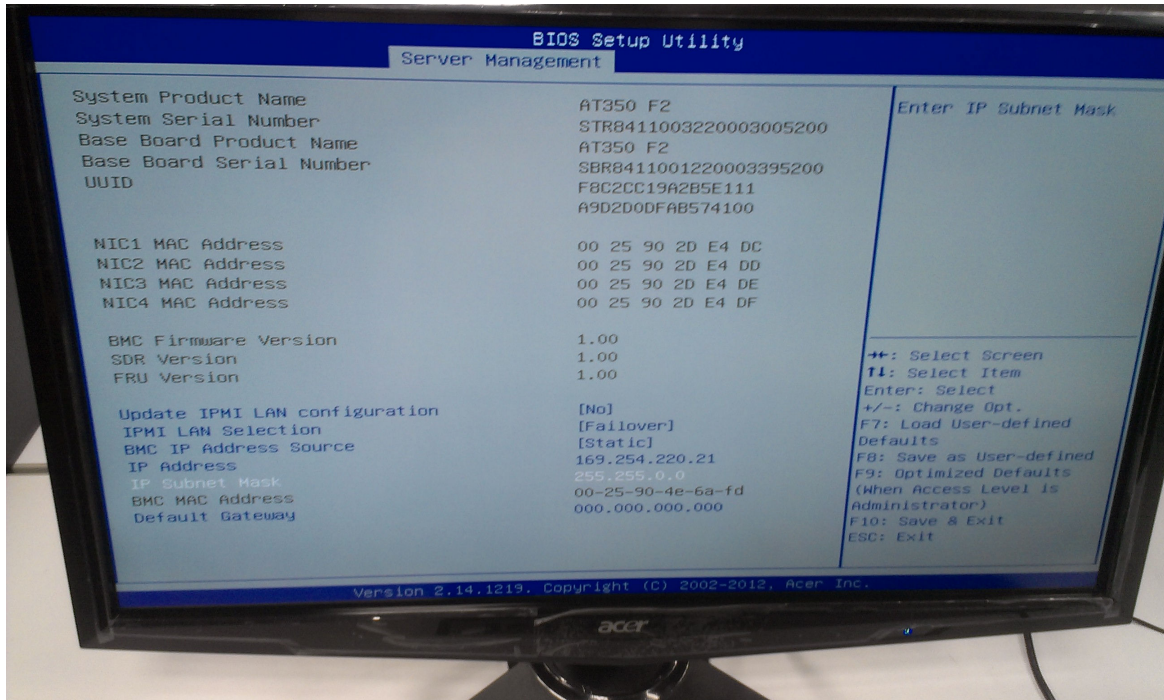 BIOS Setup Utility
Server Management
System Product Name AT350 F2
System Serial Number STR8411003220003005200
Base Board Product Name AT350 F2
Base Board Serial Number SBR8411001220003395200
UUID F8C2CC19A2B5E111
A9D2D0DFAB574100
NIC1 MAC Address 00 25 90 2D E4 DC
NIC2 MAC Address 00 25 90 2D E4 DD
NIC3 MAC Address 00 25 90 2D E4 DE
NIC4 MAC Address 00 25 90 2D E4 DF
BMC Firmware Version 1.00
SDR Version 1.00
FRU Version 1.00
Update IPMI LAN configuration [No]
IPMI LAN Selection [Failover]
BMC IP Address Source [Static]
IP Address 169.254.220.21
IP Subnet Mask 255.255.0.0
BMC MAC Address 00-25-90-4e-6a-fd
Default Gateway 000.000.000.000
Enter IP Subnet Mask
→←: Select Screen
↑↓: Select Item
Enter: Select
+/-: Change Opt.
F7: Load User-defined
Defaults
F8: Save as User-defined
F9: Optimized Defaults
(When Access Level is
Administrator)
F10: Save & Exit
ESC: Exit
Version 2.14.1219. Copyright (C) 2002-2012, Acer Inc.
acer